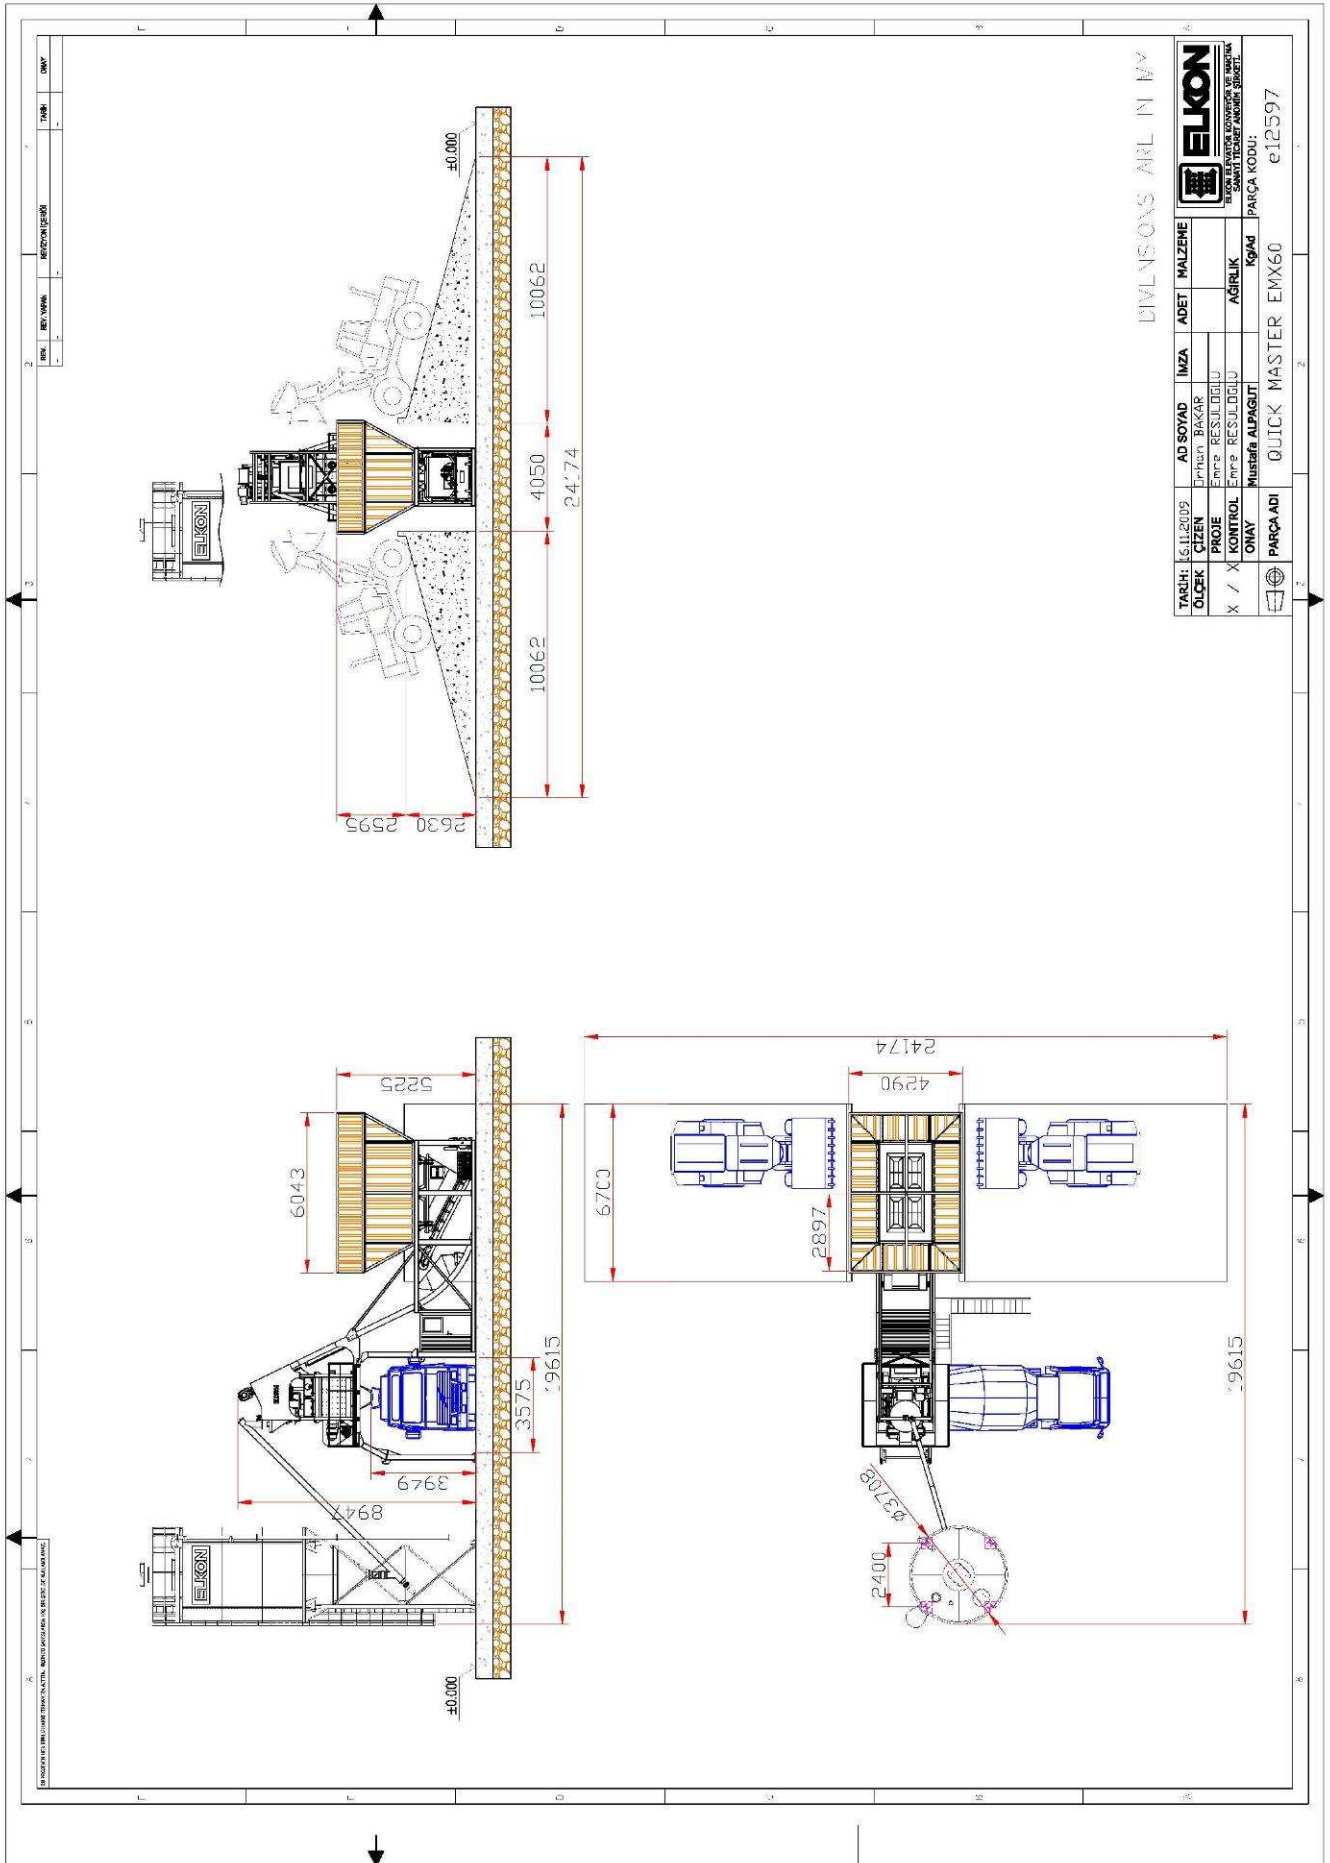 REV.
REV. YAPAN
REVİZYON İÇERİĞİ
TARİH
ONAY
ELKON
±0.000
2595
2630
10062
4050
10062
24174
6043
5225
ELKON
8947
3949
3575
19615
±0.000
24174
4290
6700
2897
ø3708
2400
19615
DIMENSIONS ARE IN MM
TARİH: 16.11.2009
AD SOYAD
İMZA
ADET
MALZEME
ELKON
ELKON ELEVATÖR KONVEYÖR VE MAKİNA
SANAYİ TİCARET ANONİM ŞİRKETİ.
ÖLÇEK
ÇİZEN
Orhan BAKAR
PROJE
Emre RESULOĞLU
X / X
KONTROL
Emre RESULOĞLU
AĞIRLIK
ONAY
Mustafa ALPAGUT
Kg/Ad
PARÇA KODU:
e12597
PARÇA ADI
QUICK MASTER EMX60